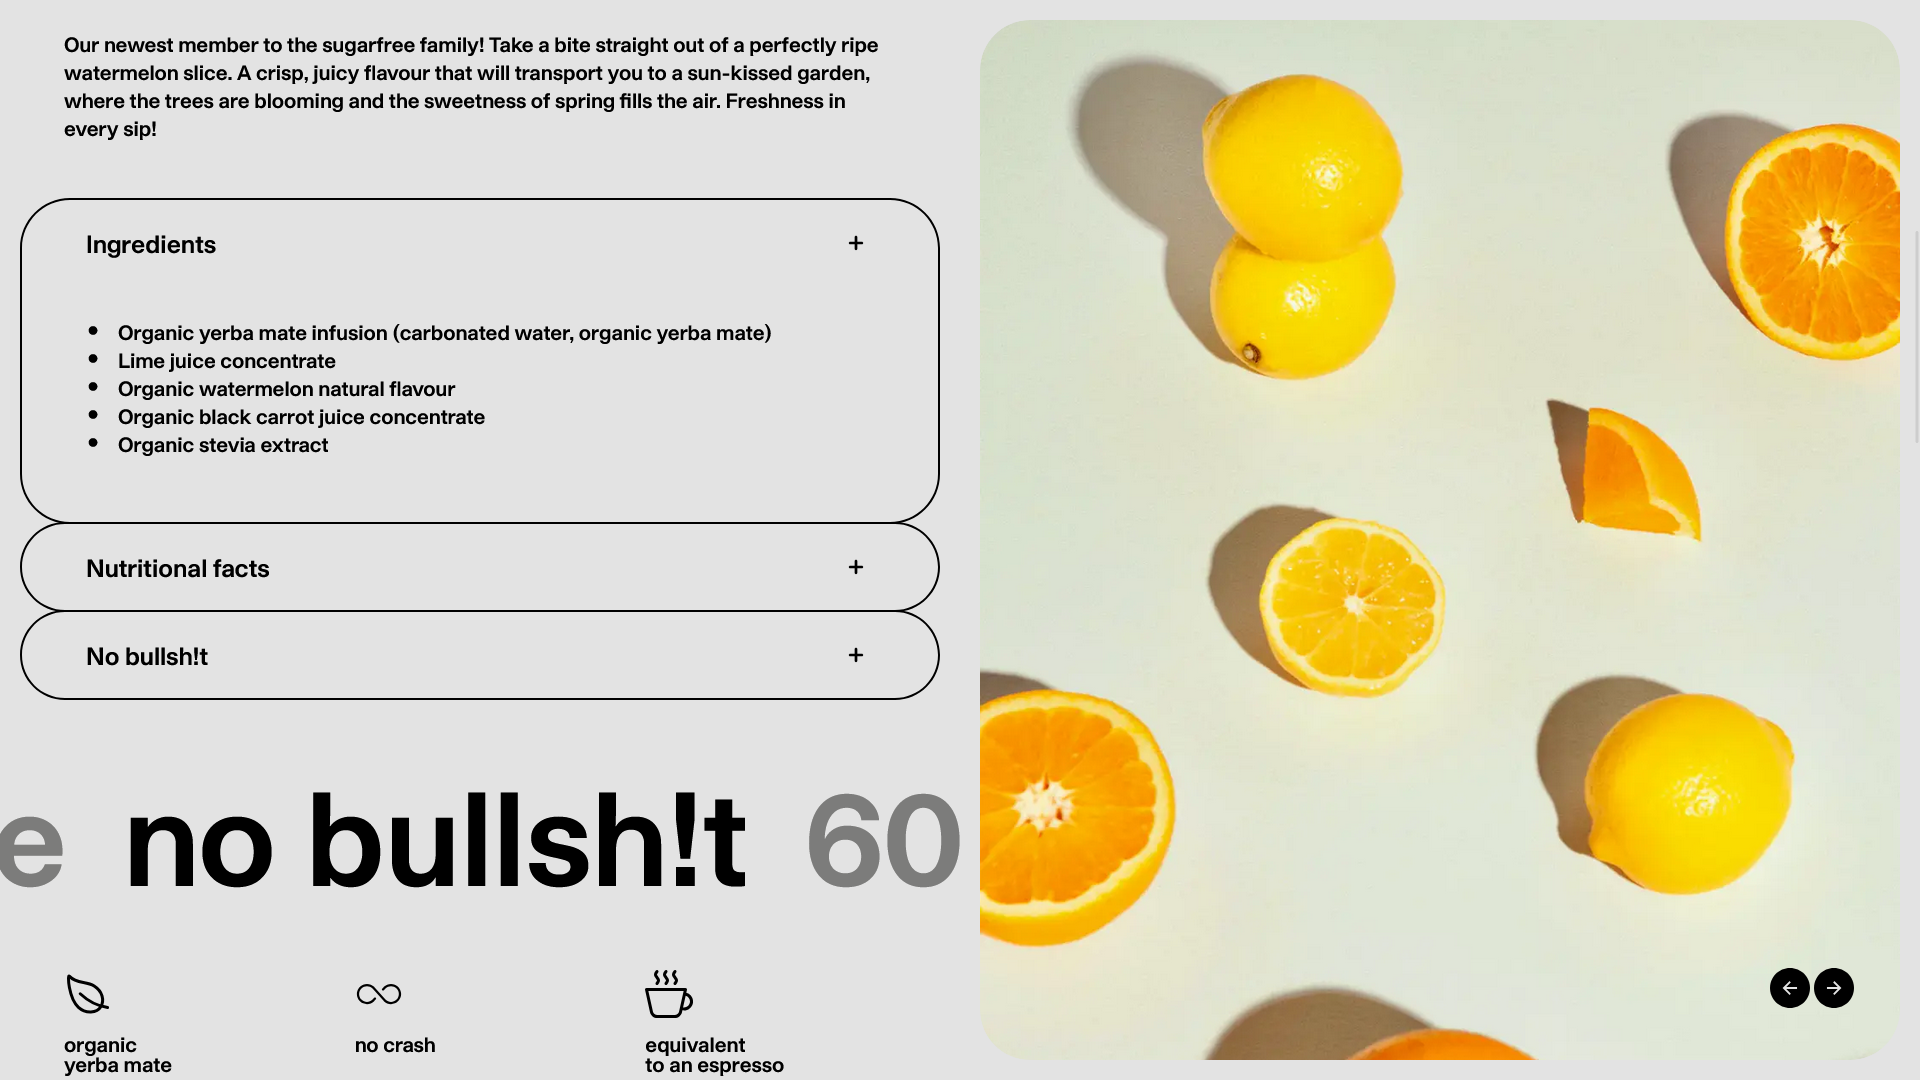 Our newest member to the sugarfree family! Take a bite straight out of a perfectly ripe
watermelon slice. A crisp, juicy flavour that will transport you to a sun-kissed garden,
where the trees are blooming and the sweetness of spring fills the air. Freshness in
every sip!
Ingredients +
• Organic yerba mate infusion (carbonated water, organic yerba mate)
• Lime juice concentrate
• Organic watermelon natural flavour
• Organic black carrot juice concentrate
• Organic stevia extract
Nutritional facts +
No bullsh!t +
e no bullsh!t 60
organic
yerba mate
no crash
equivalent
to an espresso